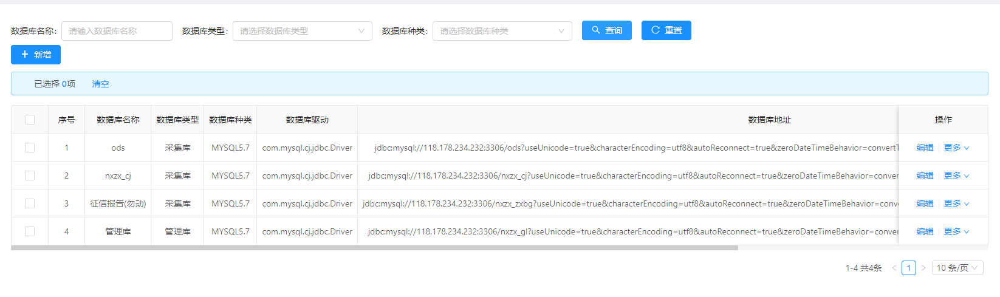 数据库名称: 请输入数据库名称 数据库类型: 请选择数据库类型 数据库种类: 请选择数据库种类 查询 重置
新增
已选择 0项 清空
序号 数据库名称 数据库类型 数据库种类 数据库驱动 数据库地址 操作
1 ods 采集库 MYSQL5.7 com.mysql.cj.jdbc.Driver jdbc:mysql://118.178.234.232:3306/ods?useUnicode=true&characterEncoding=utf8&autoReconnect=true&zeroDateTimeBehavior=convertT 编辑 更多
2 nxzx_cj 采集库 MYSQL5.7 com.mysql.cj.jdbc.Driver jdbc:mysql://118.178.234.232:3306/nxzx_cj?useUnicode=true&characterEncoding=utf8&autoReconnect=true&zeroDateTimeBehavior=conver 编辑 更多
3 征信报告(勿动) 采集库 MYSQL5.7 com.mysql.cj.jdbc.Driver jdbc:mysql://118.178.234.232:3306/nxzx_zxbg?useUnicode=true&characterEncoding=utf8&autoReconnect=true&zeroDateTimeBehavior=conv 编辑 更多
4 管理库 管理库 MYSQL5.7 com.mysql.cj.jdbc.Driver jdbc:mysql://118.178.234.232:3306/nxzx_gl?useUnicode=true&characterEncoding=utf8&autoReconnect=true&zeroDateTimeBehavior=conver 编辑 更多
1-4 共4条 < 1 > 10 条/页